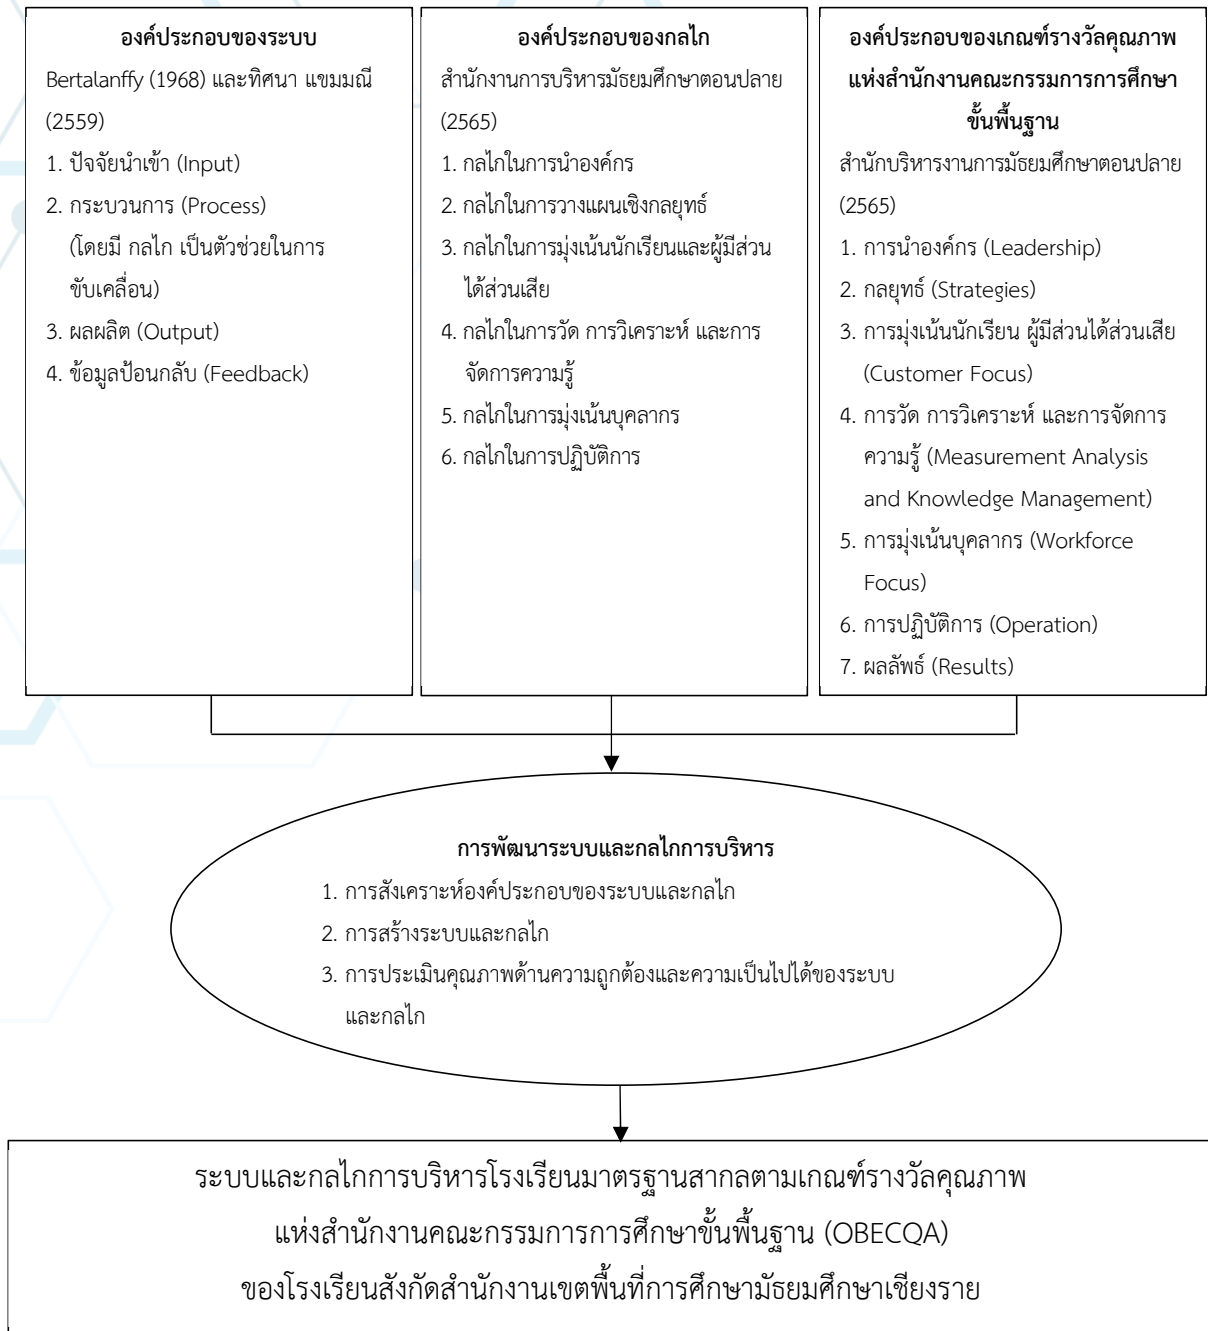 องค์ประกอบของระบบ
Bertalanffy (1968) และทิศนา แขมมณี
(2559)
1. ปัจจัยนำเข้า (Input)
2. กระบวนการ (Process)
(โดยมี กลไก เป็นตัวช่วยในการ
ขับเคลื่อน)
3. ผลผลิต (Output)
4. ข้อมูลป้อนกลับ (Feedback)
องค์ประกอบของกลไก
สำนักงานการบริหารมัธยมศึกษาตอนปลาย
(2565)
1. กลไกในการนำองค์กร
2. กลไกในการวางแผนเชิงกลยุทธ์
3. กลไกในการมุ่งเน้นนักเรียนและผู้มีส่วน
ได้ส่วนเสีย
4. กลไกในการวัด การวิเคราะห์ และการ
จัดการความรู้
5. กลไกในการมุ่งเน้นบุคลากร
6. กลไกในการปฏิบัติการ
องค์ประกอบของเกณฑ์รางวัลคุณภาพ
แห่งสำนักงานคณะกรรมการการศึกษา
ขั้นพื้นฐาน
สำนักบริหารงานการมัธยมศึกษาตอนปลาย
(2565)
1. การนำองค์กร (Leadership)
2. กลยุทธ์ (Strategies)
3. การมุ่งเน้นนักเรียน ผู้มีส่วนได้ส่วนเสีย
(Customer Focus)
4. การวัด การวิเคราะห์ และการจัดการ
ความรู้ (Measurement Analysis
and Knowledge Management)
5. การมุ่งเน้นบุคลากร (Workforce
Focus)
6. การปฏิบัติการ (Operation)
7. ผลลัพธ์ (Results)
การพัฒนาระบบและกลไกการบริหาร
1. การสังเคราะห์องค์ประกอบของระบบและกลไก
2. การสร้างระบบและกลไก
3. การประเมินคุณภาพด้านความถูกต้องและความเป็นไปได้ของระบบ
และกลไก
ระบบและกลไกการบริหารโรงเรียนมาตรฐานสากลตามเกณฑ์รางวัลคุณภาพ
แห่งสำนักงานคณะกรรมการการศึกษาขั้นพื้นฐาน (OBECQA)
ของโรงเรียนสังกัดสำนักงานเขตพื้นที่การศึกษามัธยมศึกษาเชียงราย